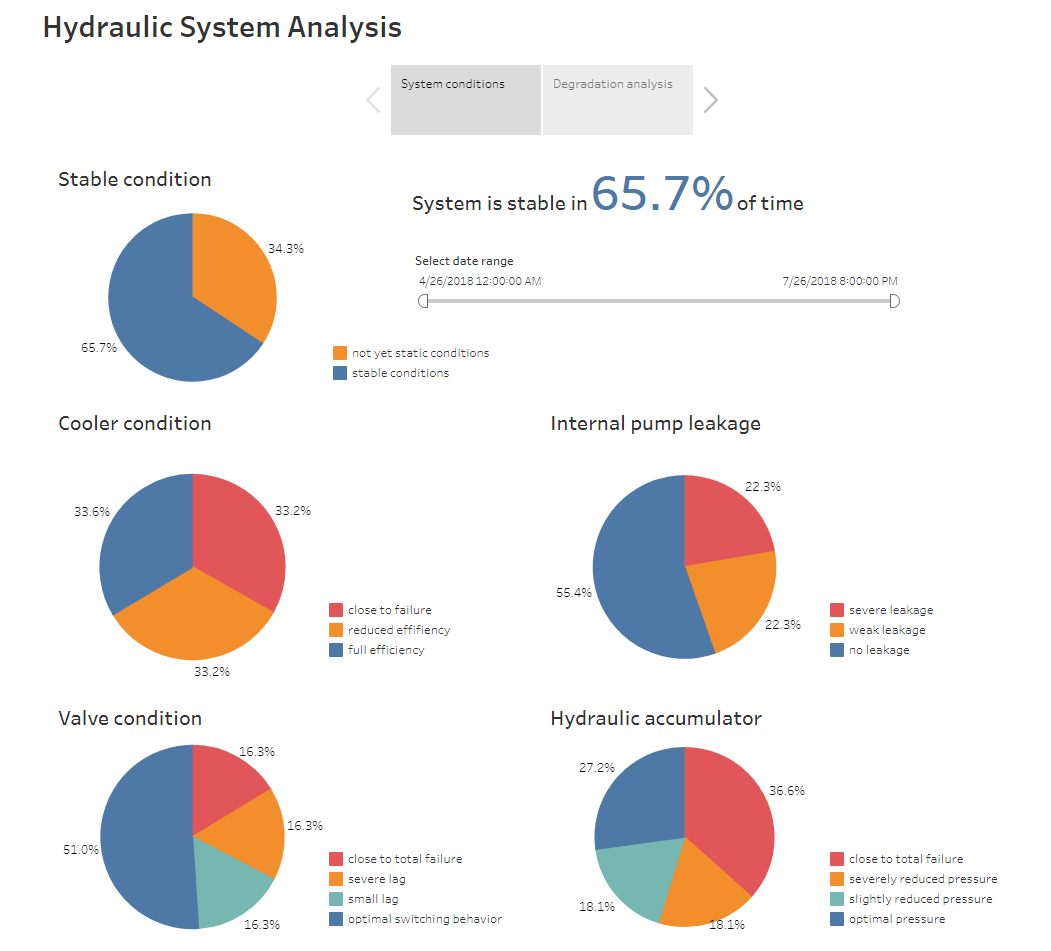 Hydraulic System Analysis
System conditions
Degradation analysis
Stable condition
System is stable in 65.7% of time
34.3%
65.7%
Select date range
4/26/2018 12:00:00 AM
7/26/2018 8:00:00 PM
not yet static conditions
stable conditions
Cooler condition
33.6%
33.2%
33.2%
close to failure
reduced effifiency
full efficiency
Internal pump leakage
22.3%
55.4%
22.3%
severe leakage
weak leakage
no leakage
Valve condition
16.3%
16.3%
51.0%
16.3%
close to total failure
severe lag
small lag
optimal switching behavior
Hydraulic accumulator
27.2%
36.6%
18.1%
18.1%
close to total failure
severely reduced pressure
slightly reduced pressure
optimal pressure